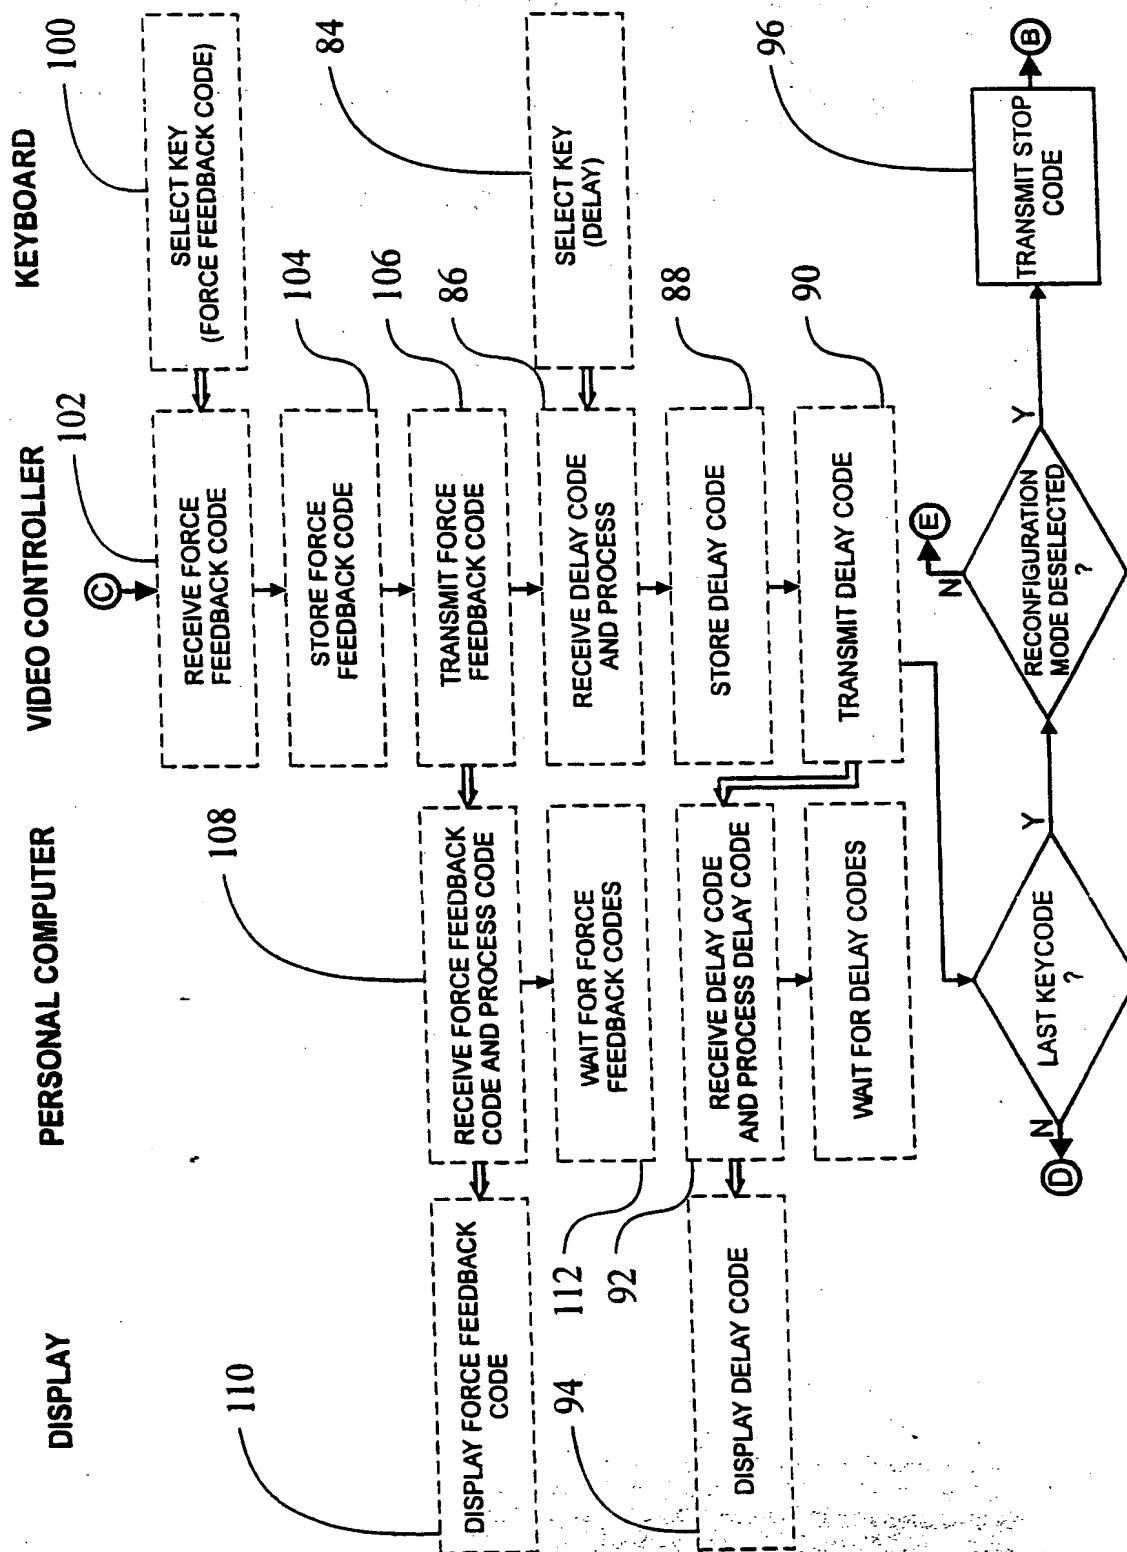 DISPLAY
PERSONAL COMPUTER
VIDEO CONTROLLER
KEYBOARD
100
102
C
RECEIVE FORCE
FEEDBACK CODE
SELECT KEY
(FORCE FEEDBACK CODE)
104
STORE FORCE
FEEDBACK CODE
110
108
106
84
DISPLAY FORCE FEEDBACK
CODE
RECEIVE FORCE FEEDBACK
CODE AND PROCESS CODE
TRANSMIT FORCE
FEEDBACK CODE
86
112
WAIT FOR FORCE
FEEDBACK CODES
RECEIVE DELAY CODE
AND PROCESS
SELECT KEY
(DELAY)
94
92
88
DISPLAY DELAY CODE
RECEIVE DELAY CODE
AND PROCESS DELAY CODE
STORE DELAY CODE
90
WAIT FOR DELAY CODES
TRANSMIT DELAY CODE
96
D
N
LAST KEYCODE
?
Y
E
N
RECONFIGURATION
MODE DESELECTED
?
Y
TRANSMIT STOP
CODE
B